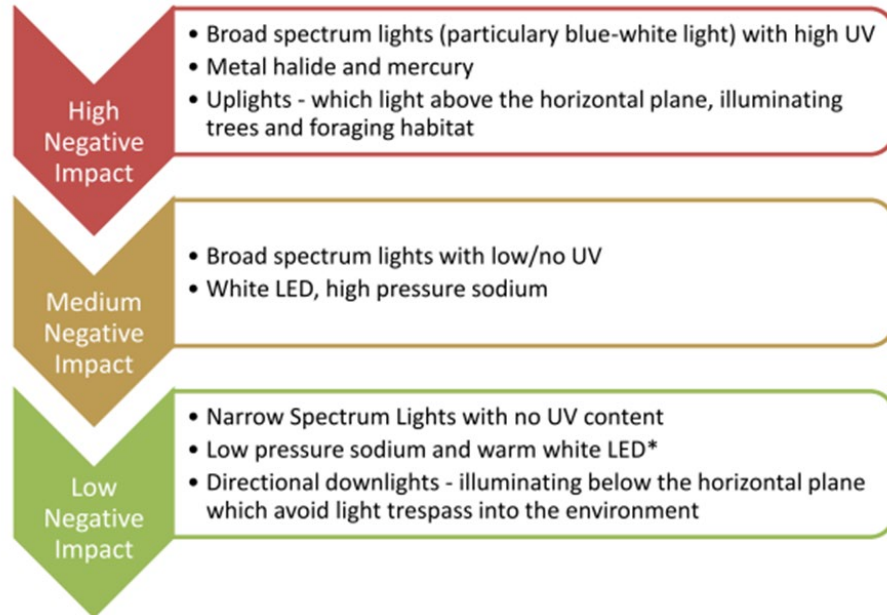 High
Negative
Impact
• Broad spectrum lights (particulary blue-white light) with high UV
• Metal halide and mercury
• Uplights - which light above the horizontal plane, illuminating
trees and foraging habitat
Medium
Negative
Impact
• Broad spectrum lights with low/no UV
• White LED, high pressure sodium
Low
Negative
Impact
• Narrow Spectrum Lights with no UV content
• Low pressure sodium and warm white LED*
• Directional downlights - illuminating below the horizontal plane
which avoid light trespass into the environment